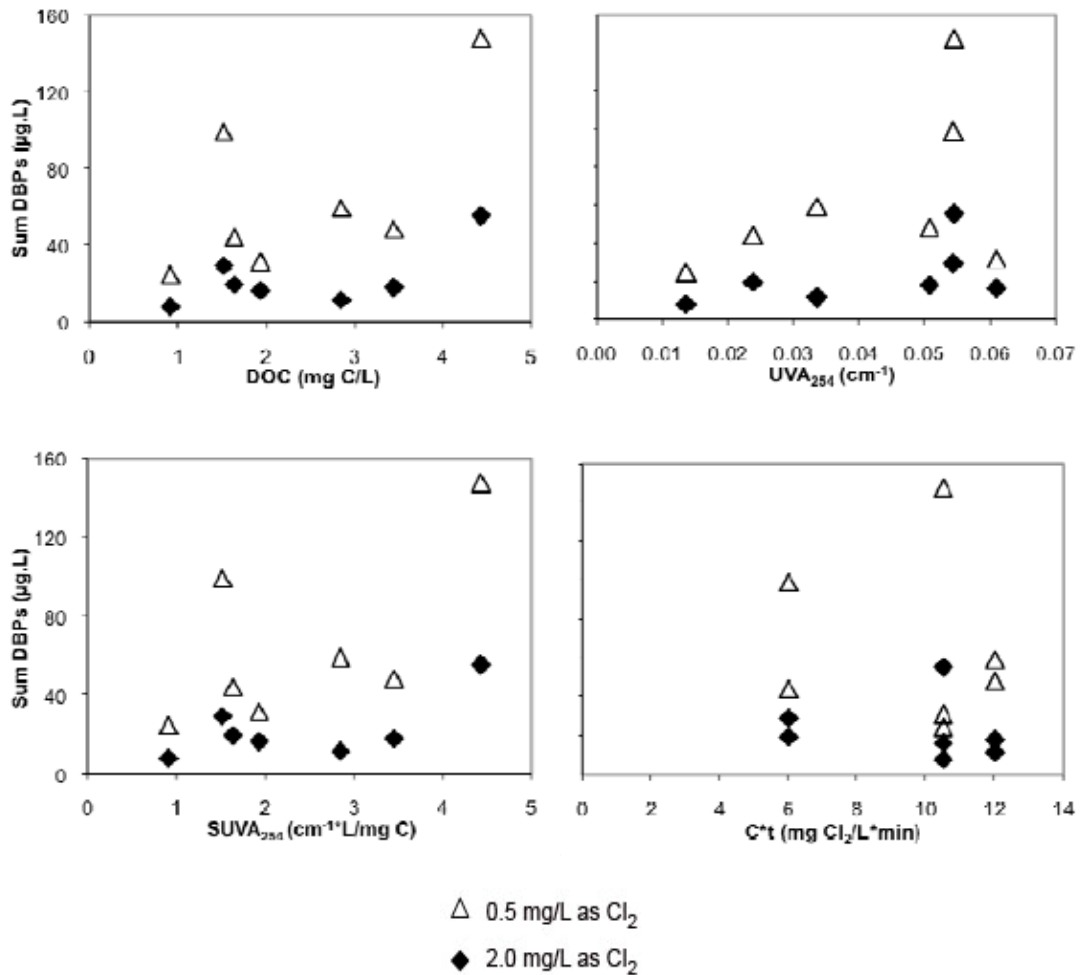 160
120
80
40
0
Sum DBPs (µg.L)
0 1 2 3 4 5
DOC (mg C/L)
0.00 0.01 0.02 0.03 0.04 0.05 0.06 0.07
UVA₂₅₄ (cm⁻¹)
160
120
80
40
0
Sum DBPs (µg.L)
0 1 2 3 4 5
SUVA₂₅₄ (cm⁻¹*L/mg C)
0 2 4 6 8 10 12 14
C*t (mg Cl₂/L*min)
0.5 mg/L as Cl₂
2.0 mg/L as Cl₂